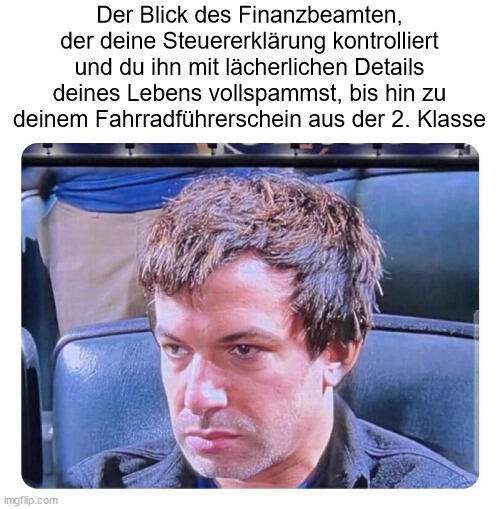 Der Blick des Finanzbeamten,
der deine Steuererklärung kontrolliert
und du ihn mit lächerlichen Details
deines Lebens vollspammst, bis hin zu
deinem Fahrradführerschein aus der 2. Klasse
imgflip.com